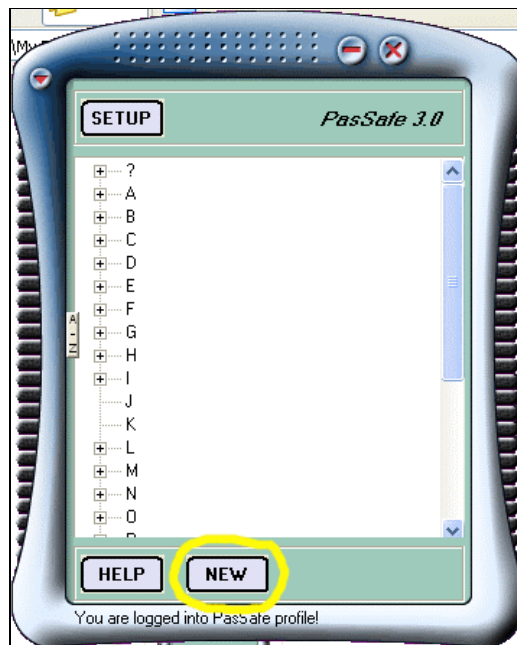 SETUP PasSafe 3.0
?
A
B
C
D
E
F
G
H
I
J
K
L
M
N
O
A - Z
HELP NEW
You are logged into PasSafe profile!